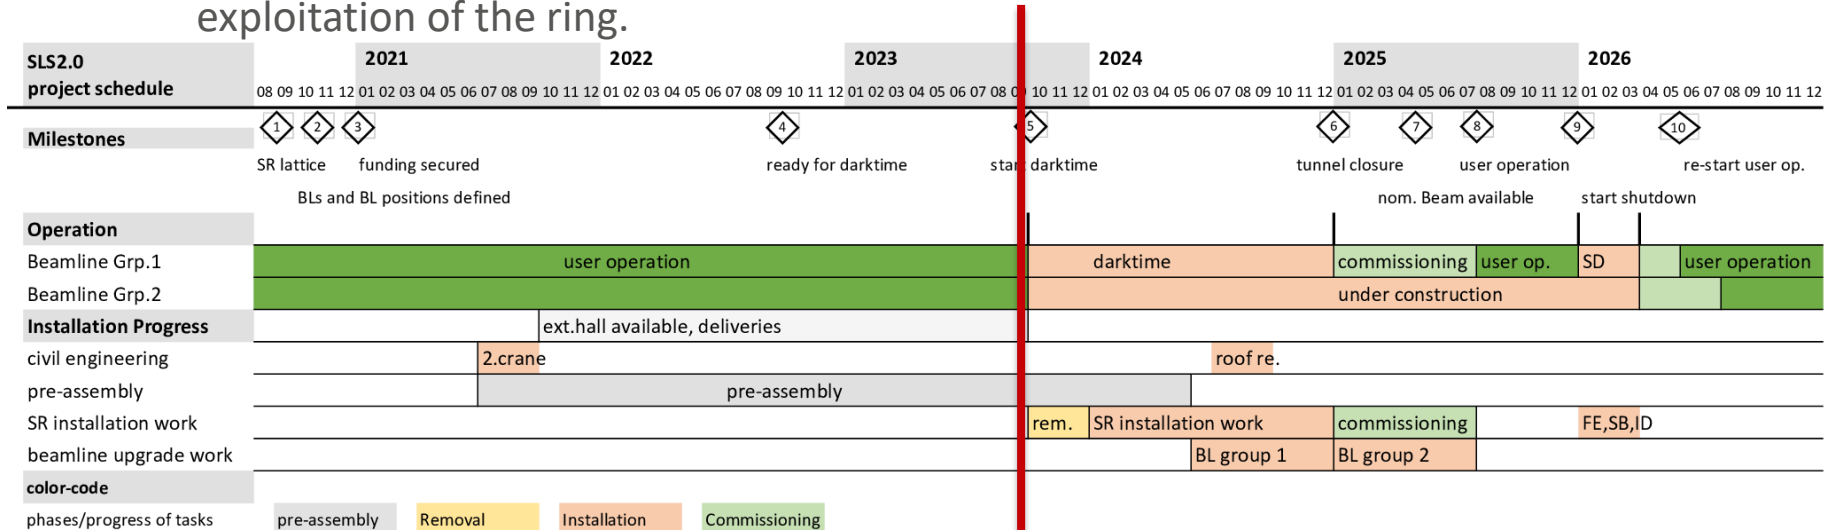 exploitation of the ring.
SLS2.0 2021 2022 2023 2024 2025 2026
project schedule 08 09 10 11 12 01 02 03 04 05 06 07 08 09 10 11 12 01 02 03 04 05 06 07 08 09 10 11 12 01 02 03 04 05 06 07 08 10 11 12 01 02 03 04 05 06 07 08 09 10 11 12 01 02 03 04 05 06 07 08 09 10 11 12 01 02 03 04 05 06 07 08 09 10 11 12
Milestones 1 2 3 4 5 6 7 8 9 10
SR lattice funding secured ready for darktime start darktime tunnel closure user operation re-start user op.
BLs and BL positions defined nom. Beam available start shutdown
Operation
Beamline Grp.1 user operation darktime commissioning user op. SD user operation
Beamline Grp.2 under construction
Installation Progress ext.hall available, deliveries
civil engineering 2.crane roof re.
pre-assembly pre-assembly
SR installation work rem. SR installation work commissioning FE,SB,ID
beamline upgrade work BL group 1 BL group 2
color-code
phases/progress of tasks pre-assembly Removal Installation Commissioning